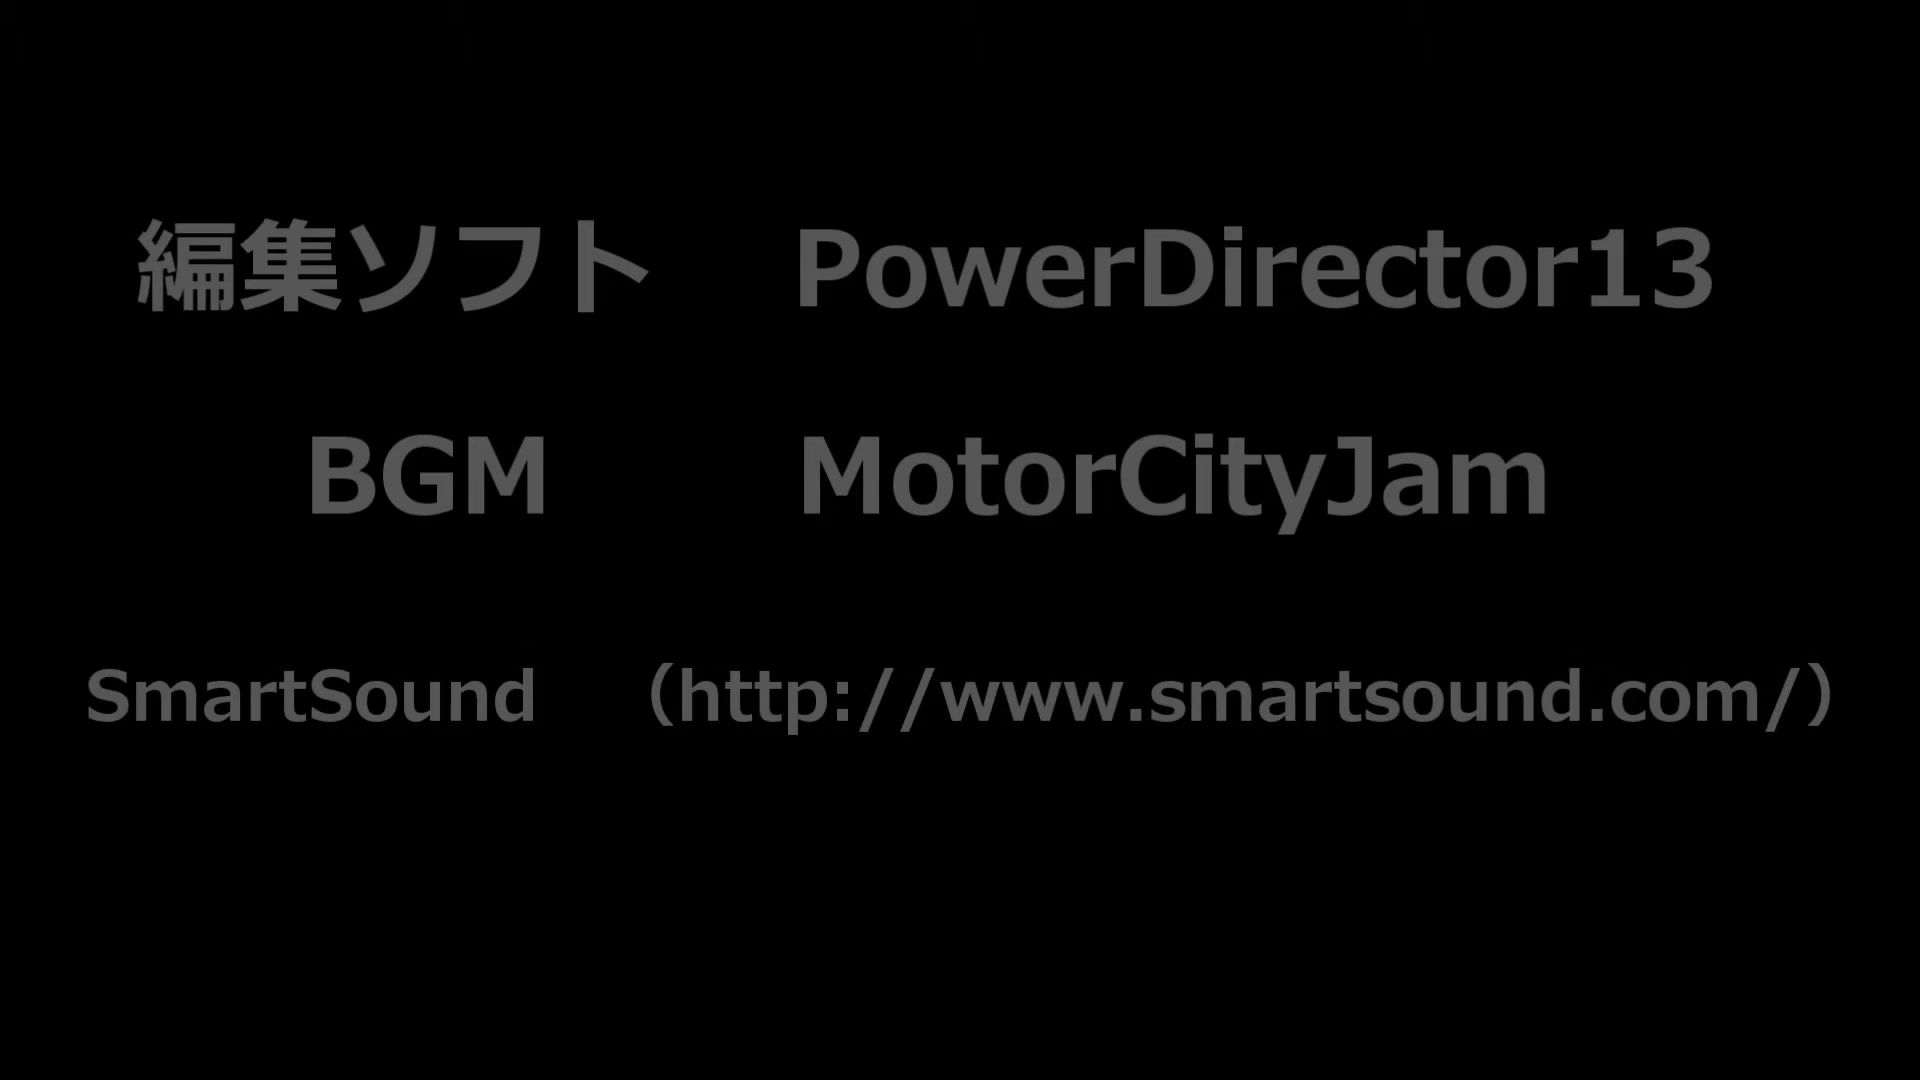 編集ソフト　PowerDirector13
BGM　MotorCityJam
SmartSound　（http://www.smartsound.com/）